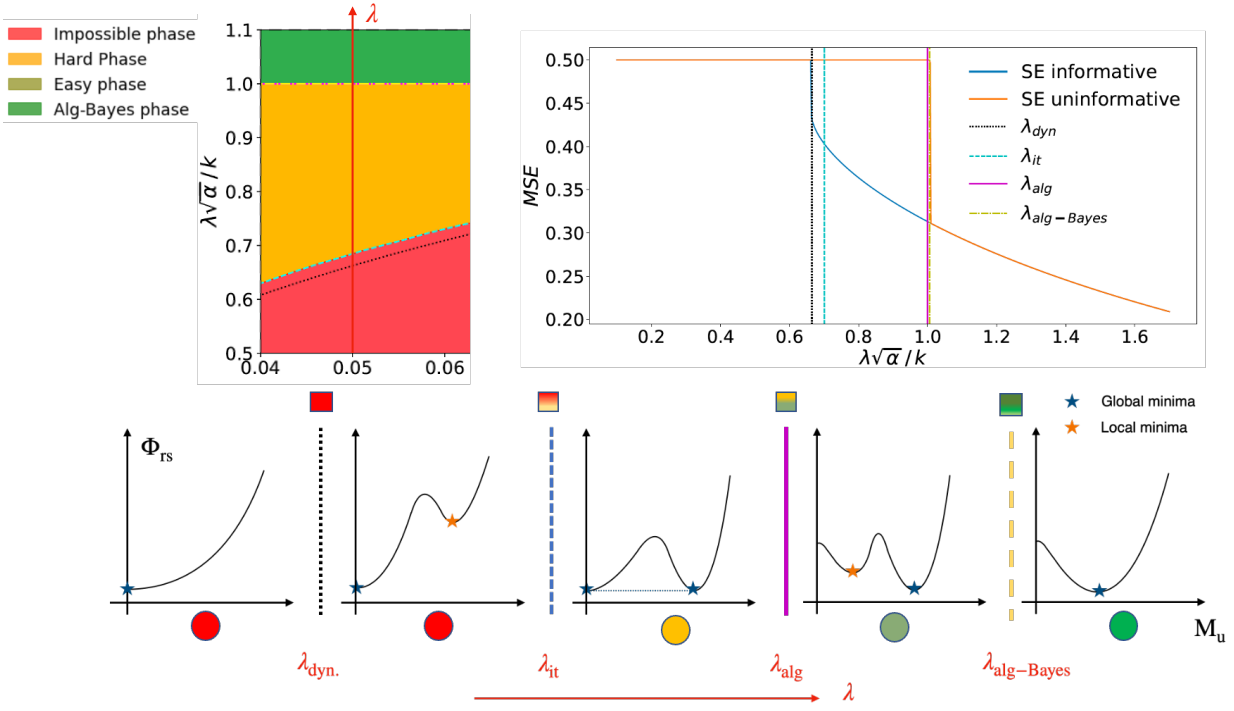 Impossible phase
Hard Phase
Easy phase
Alg-Bayes phase
λ
λ√α / k
1.1
1.0
0.9
0.8
0.7
0.6
0.5
0.04 0.05 0.06
MSE
0.50
0.45
0.40
0.35
0.30
0.25
0.20
0.2 0.4 0.6 0.8 1.0 1.2 1.4 1.6
λ√α / k
SE informative
SE uninformative
λdyn
λit
λalg
λalg−Bayes
Global minima
Local minima
Φrs
Mu
λdyn. λit λalg λalg−Bayes
λ